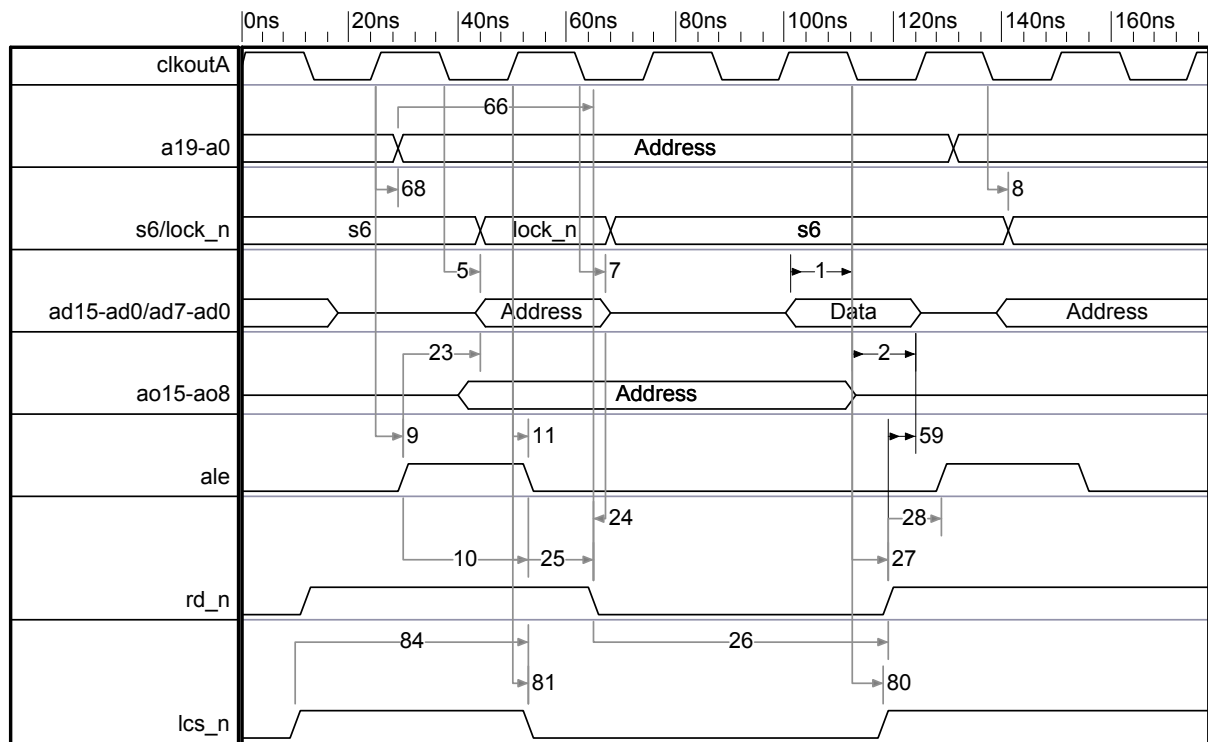 0ns 20ns 40ns 60ns 80ns 100ns 120ns 140ns 160ns
clkoutA
66
a19-a0 Address
68 8
s6/lock_n s6 lock_n s6
5 7 1
ad15-ad0/ad7-ad0 Address Data Address
23 2
ao15-ao8 Address
9 11 59
ale
24 28
10 25 27
rd_n
84 26
81 80
lcs_n